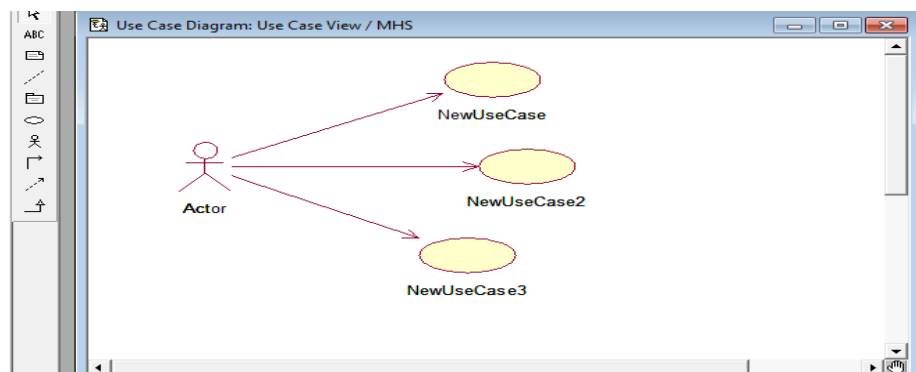 Use Case Diagram: Use Case View / MHS
ABC
NewUseCase
NewUseCase2
Actor
NewUseCase3